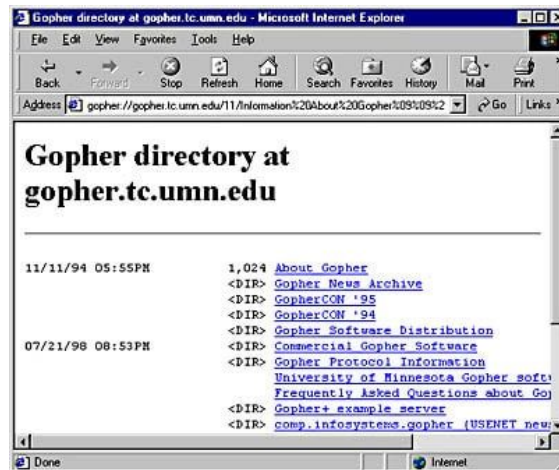 Gopher directory at gopher.tc.umn.edu - Microsoft Internet Explorer
File Edit View Favorites Tools Help
Back Forward Stop Refresh Home Search Favorites History Mail Print
Address gopher://gopher.tc.umn.edu/11/Information%20About%20Gopher%09%09%2 Go Links
Gopher directory at
gopher.tc.umn.edu
11/11/94 05:55PM 1,024 About Gopher
<DIR> Gopher News Archive
<DIR> GopherCON '95
<DIR> GopherCON '94
<DIR> Gopher Software Distribution
07/21/98 08:53PM <DIR> Commercial Gopher Software
<DIR> Gopher Protocol Information
University of Minnesota Gopher softw
Frequently Asked Questions about Gop
<DIR> Gopher+ example server
<DIR> comp.infosystems.gopher (USENET news
Done Internet